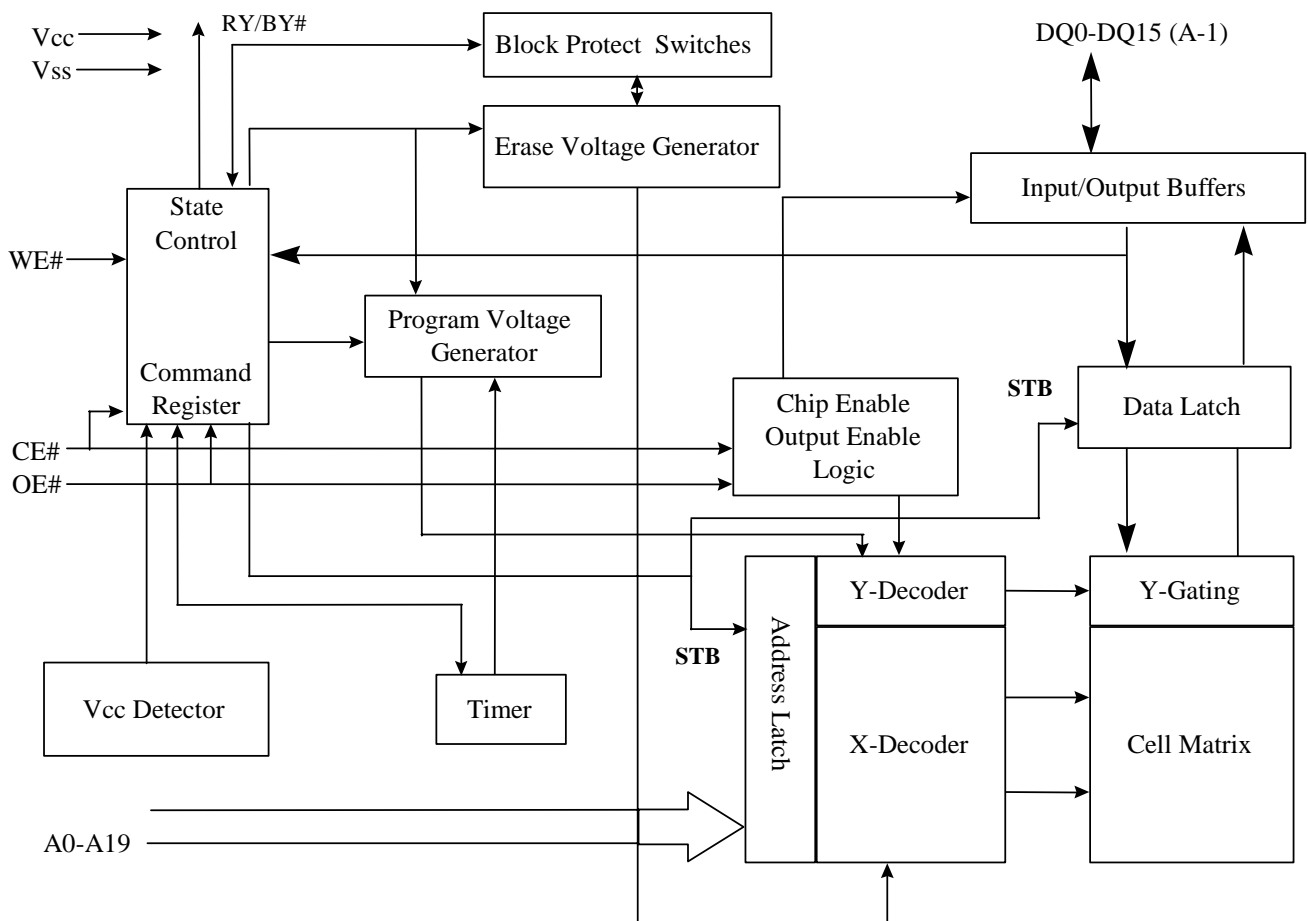 RY/BY#
Vcc
Vss
Block Protect Switches
DQ0-DQ15 (A-1)
Erase Voltage Generator
Input/Output Buffers
State
Control
WE#
Program Voltage
Generator
Command
Register
STB
Chip Enable
Output Enable
Logic
Data Latch
CE#
OE#
Y-Decoder
Y-Gating
STB
Address Latch
Vcc Detector
Timer
X-Decoder
Cell Matrix
A0-A19